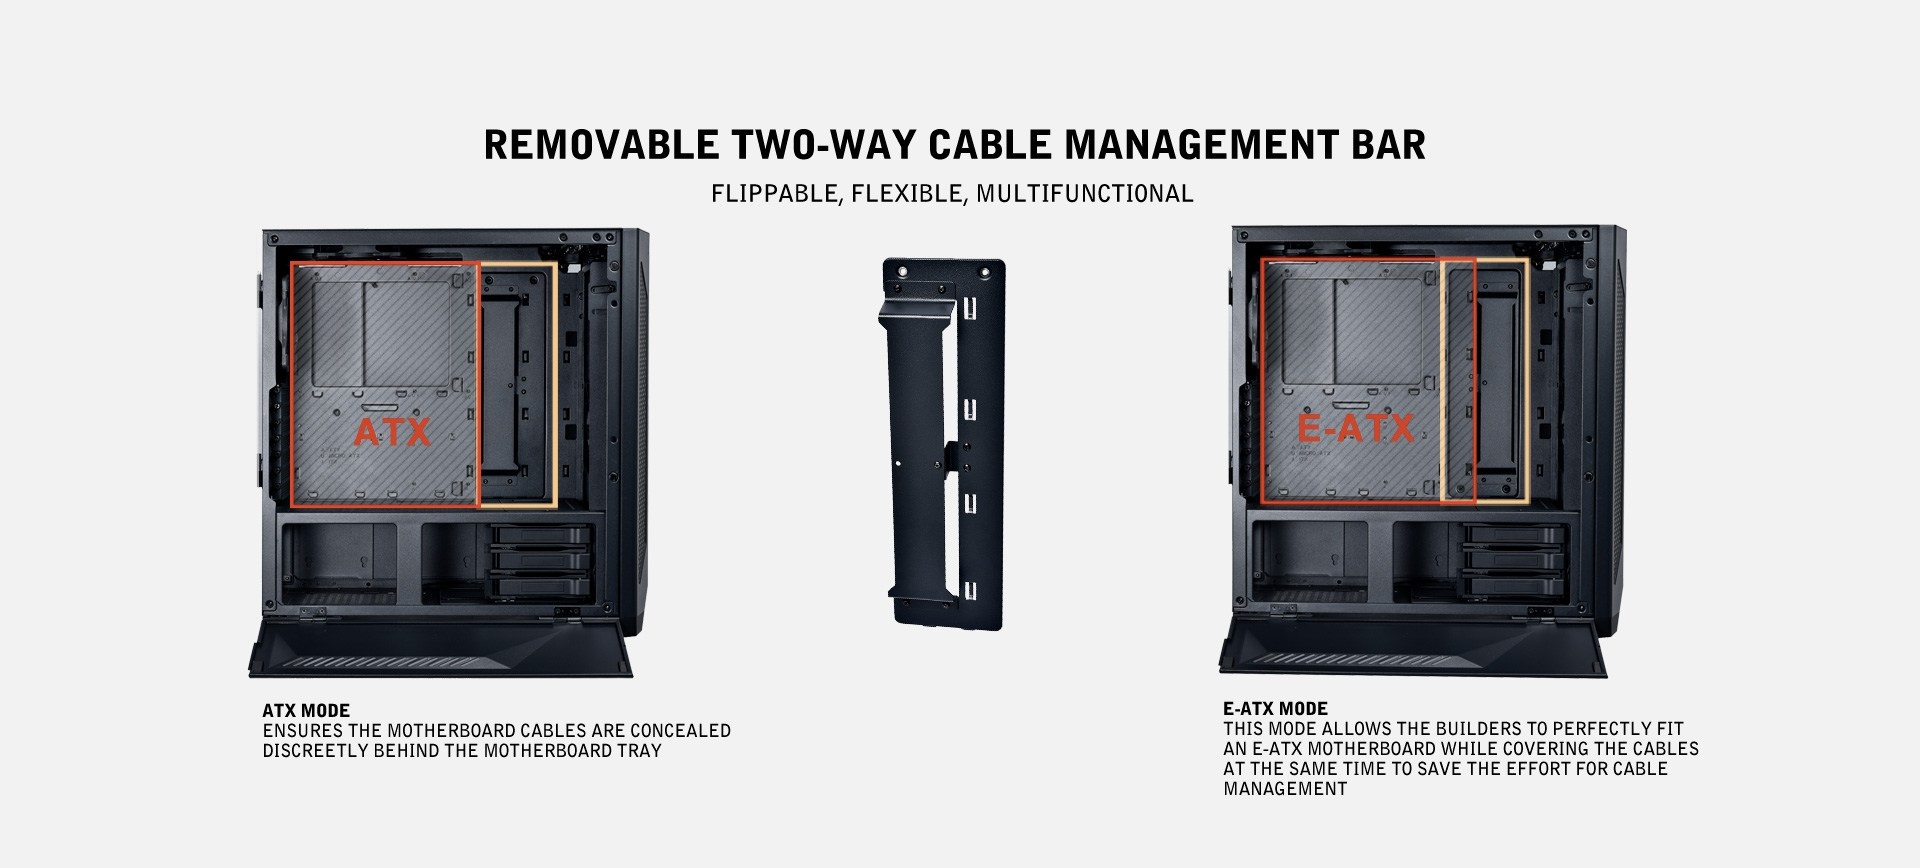 REMOVABLE TWO-WAY CABLE MANAGEMENT BAR
FLIPPABLE, FLEXIBLE, MULTIFUNCTIONAL
ATX
E-ATX
ATX MODE
ENSURES THE MOTHERBOARD CABLES ARE CONCEALED
DISCREETLY BEHIND THE MOTHERBOARD TRAY
E-ATX MODE
THIS MODE ALLOWS THE BUILDERS TO PERFECTLY FIT
AN E-ATX MOTHERBOARD WHILE COVERING THE CABLES
AT THE SAME TIME TO SAVE THE EFFORT FOR CABLE
MANAGEMENT